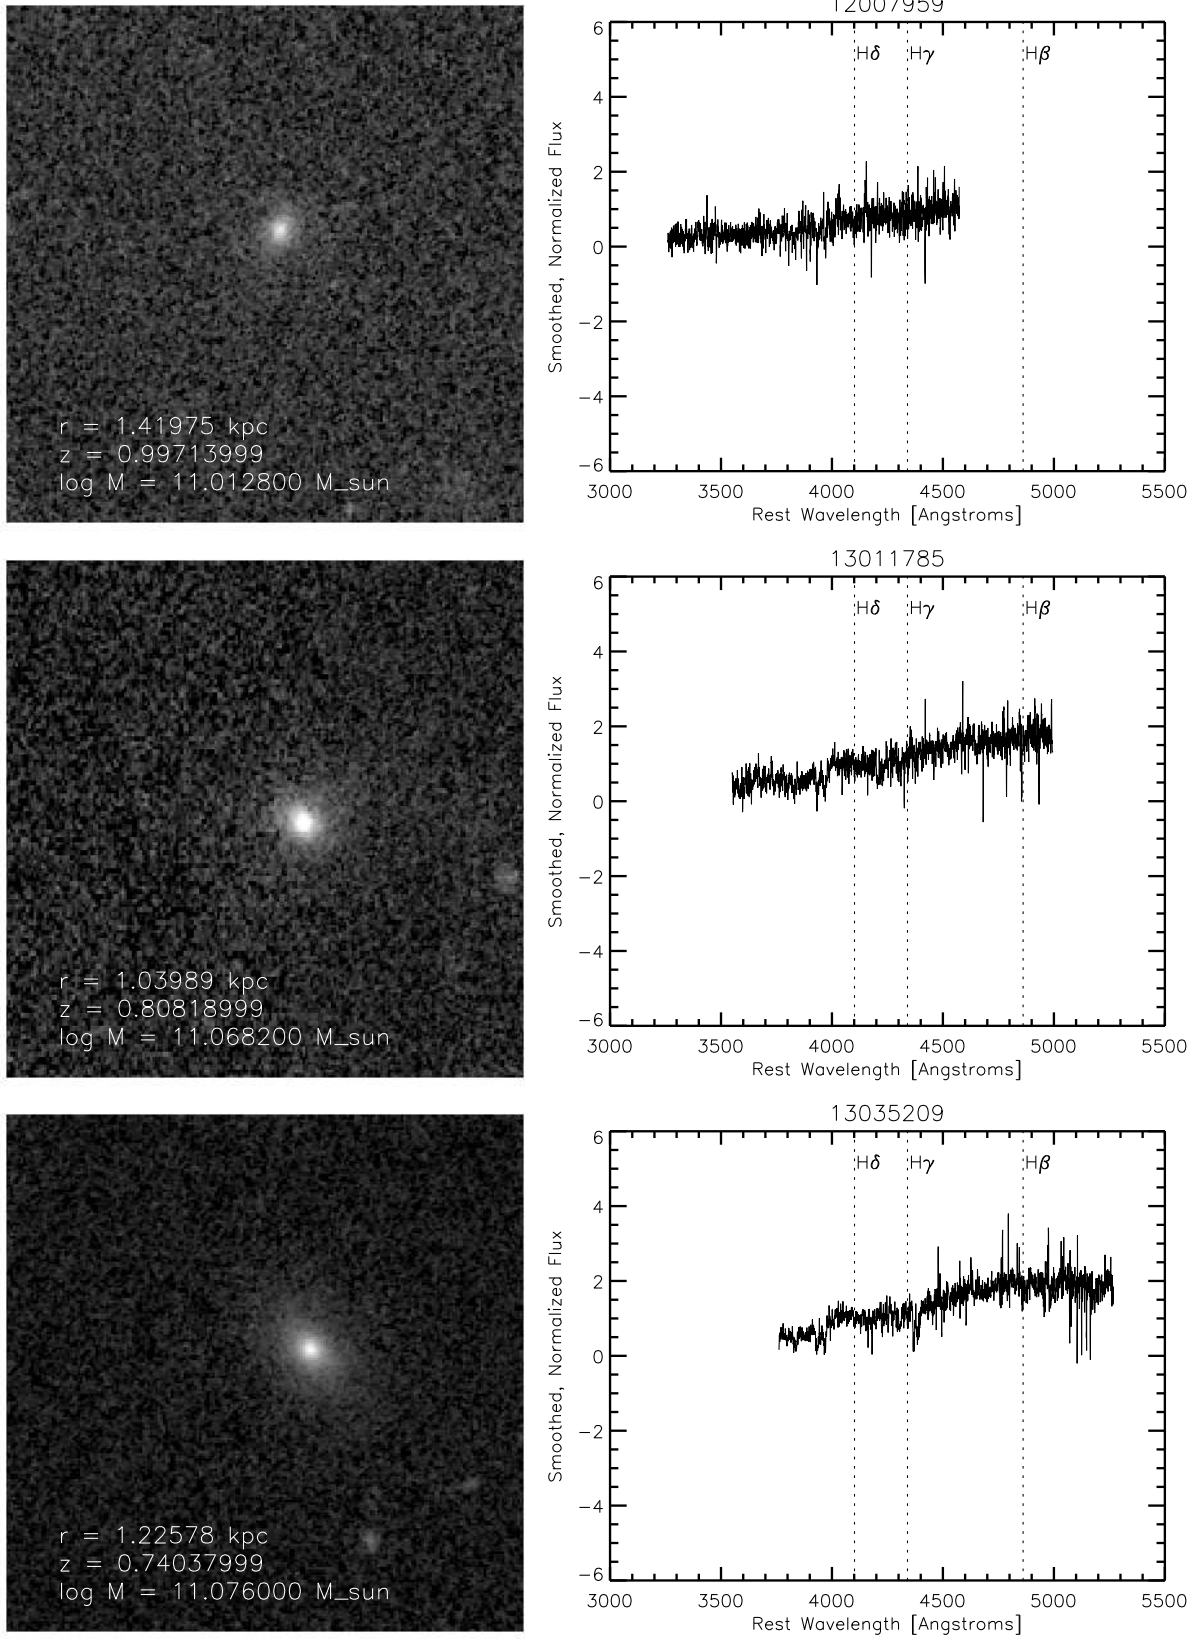 12007959
r = 1.41975 kpc
z = 0.99713999
log M = 11.012800 M_sun
Smoothed, Normalized Flux
6
4
2
0
−2
−4
−6
Hδ Hγ Hβ
3000 3500 4000 4500 5000 5500
Rest Wavelength [Angstroms]
13011785
r = 1.03989 kpc
z = 0.80818999
log M = 11.068200 M_sun
Smoothed, Normalized Flux
6
4
2
0
−2
−4
−6
Hδ Hγ Hβ
3000 3500 4000 4500 5000 5500
Rest Wavelength [Angstroms]
13035209
r = 1.22578 kpc
z = 0.74037999
log M = 11.076000 M_sun
Smoothed, Normalized Flux
6
4
2
0
−2
−4
−6
Hδ Hγ Hβ
3000 3500 4000 4500 5000 5500
Rest Wavelength [Angstroms]